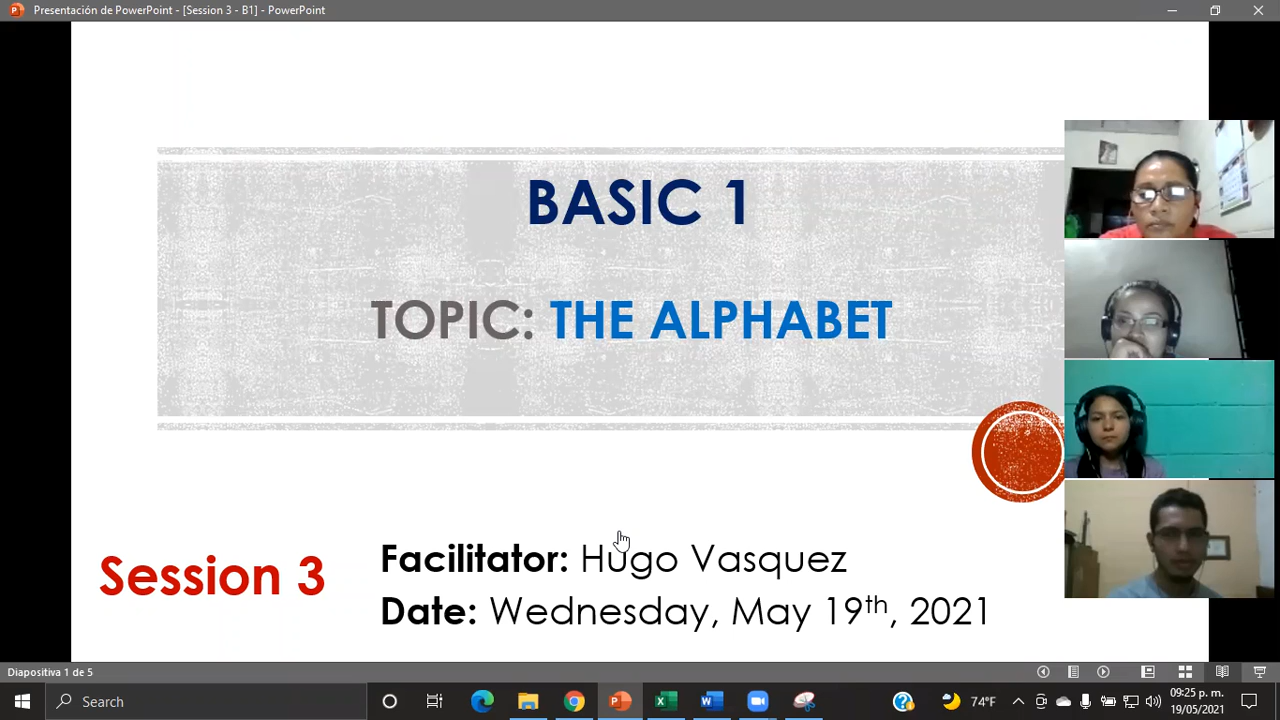 Presentación de PowerPoint - [Session 3 - B1] - PowerPoint
BASIC 1
TOPIC: THE ALPHABET
Session 3
Facilitator: Hugo Vasquez
Date: Wednesday, May 19th, 2021
Diapositiva 1 de 5
Search
74°F
09:25 p. m.
19/05/2021